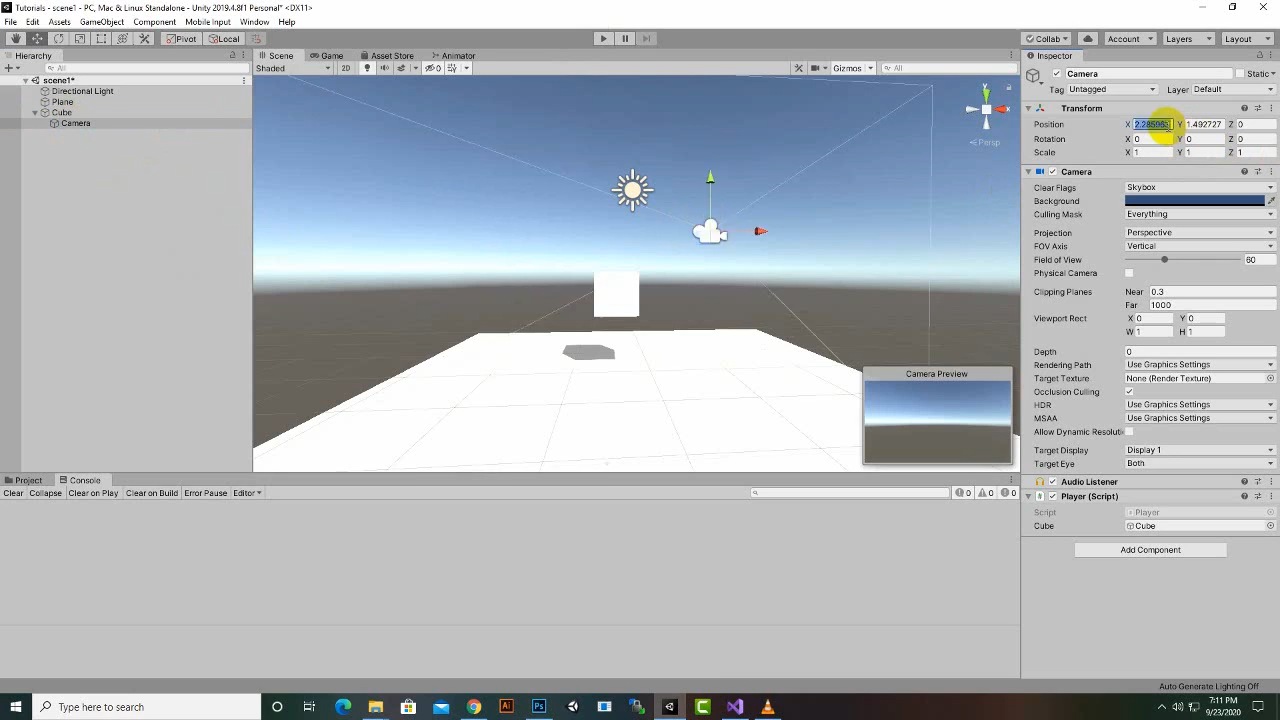 Tutorials - scene1 - PC, Mac & Linux Standalone - Unity 2019.4.8f1 Personal* <DX11>
File Edit Assets GameObject Component Mobile Input Window Help
Pivot Local Collab Account Layers Layout
Hierarchy Scene Game Asset Store Animator Inspector
All Shaded 2D 0 Gizmos All
Camera Static
scene1*
Tag Untagged Layer Default
Directional Light
Plane
Cube
Camera
Transform
Position X Y 1.492727 Z 0
Rotation X 0 Y 0 Z 0
Scale X 1 Y 1 Z 1
y x
Persp
Camera
Clear Flags Skybox
Background
Culling Mask Everything
Projection Perspective
FOV Axis Vertical
Field of View 60
Physical Camera
Clipping Planes Near 0.3
Far 1000
Viewport Rect X 0 Y 0
W 1 H 1
Depth 0
Rendering Path Use Graphics Settings
Camera Preview
Target Texture None (Render Texture)
Occlusion Culling
HDR Use Graphics Settings
MSAA Use Graphics Settings
Allow Dynamic Resoluti
Target Display Display 1
Target Eye Both
Audio Listener
Player (Script)
Script Player
Cube Cube
Add Component
Project Console
Clear Collapse Clear on Play Clear on Build Error Pause Editor 0 0 0
Auto Generate Lighting Off
Type here to search
7:11 PM
9/23/2020